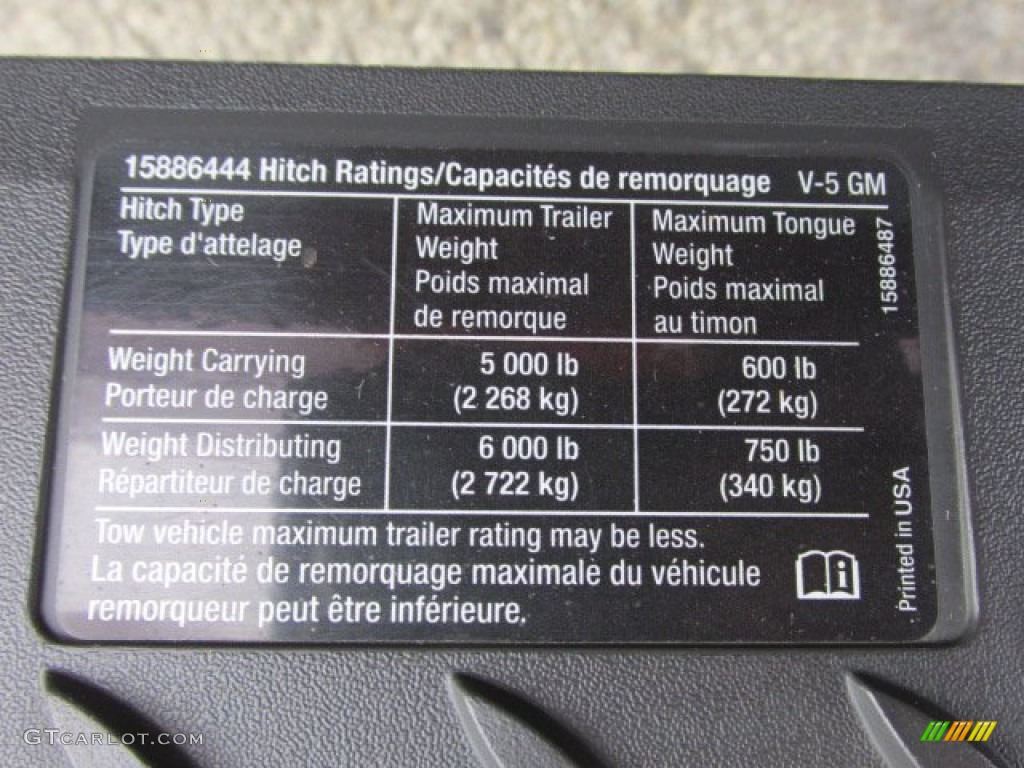 15886444 Hitch Ratings/Capacités de remorquage V-5 GM
Hitch Type
Type d'attelage
Maximum Trailer
Weight
Poids maximal
de remorque
Maximum Tongue
Weight
Poids maximal
au timon
15886487
Weight Carrying
Porteur de charge
5 000 lb
(2 268 kg)
600 lb
(272 kg)
Weight Distributing
Répartiteur de charge
6 000 lb
(2 722 kg)
750 lb
(340 kg)
Tow vehicle maximum trailer rating may be less.
La capacité de remorquage maximale du véhicule
remorqueur peut être inférieure.
Printed in USA
GTCARLOT.COM